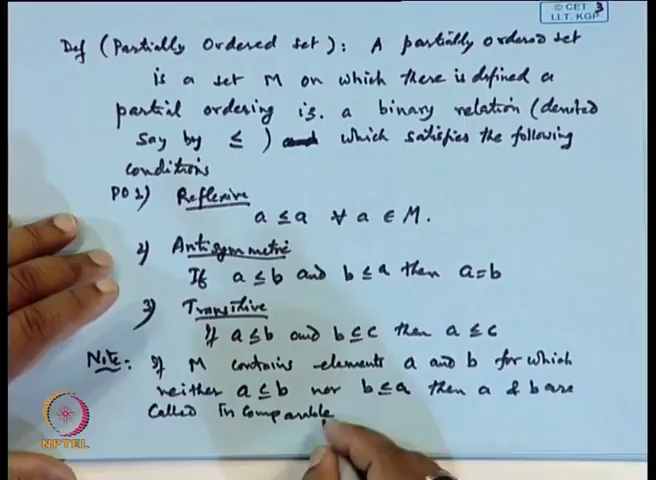 © CET 3
I.I.T. KGP
Def (Partially Ordered set): A partially ordered set
is a set M on which there is defined a
partial ordering is. a binary relation (denoted
say by ≤ ) which satisfies the following
conditions
PO 1) Reflexive
a ≤ a ∀ a ∈ M.
2) Antisymmetric
If a ≤ b and b ≤ a then a = b
3) Transitive
If a ≤ b and b ≤ c then a ≤ c
Note: If M contains elements a and b for which
neither a ≤ b nor b ≤ a then a & b are
called Incomparable
NPTEL